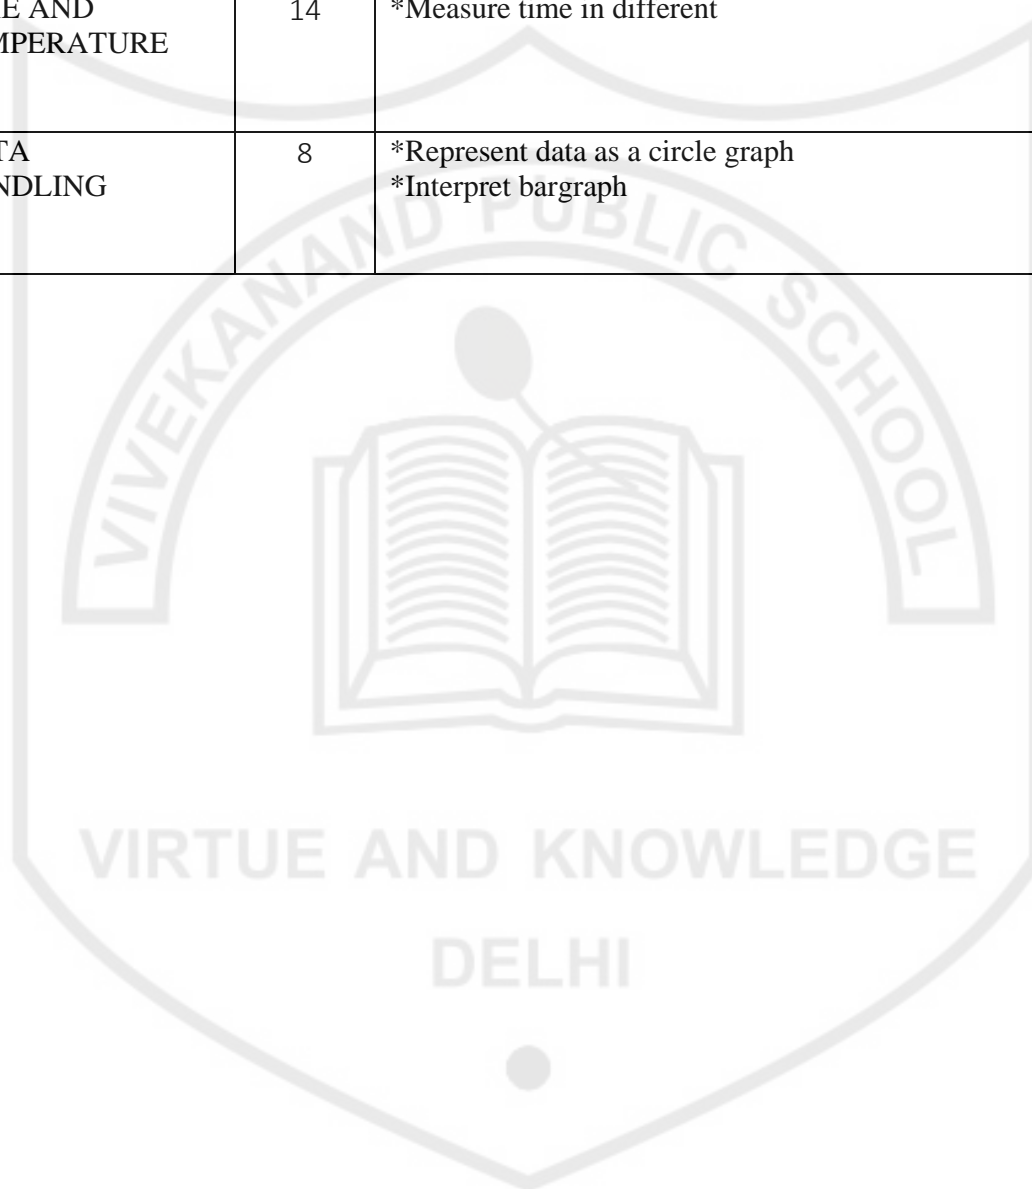 E AND 14 *Measure time in different
MPERATURE
TA 8 *Represent data as a circle graph
NDLING *Interpret bargraph
VIVEKANAND PUBLIC SCHOOL
VIRTUE AND KNOWLEDGE
DELHI